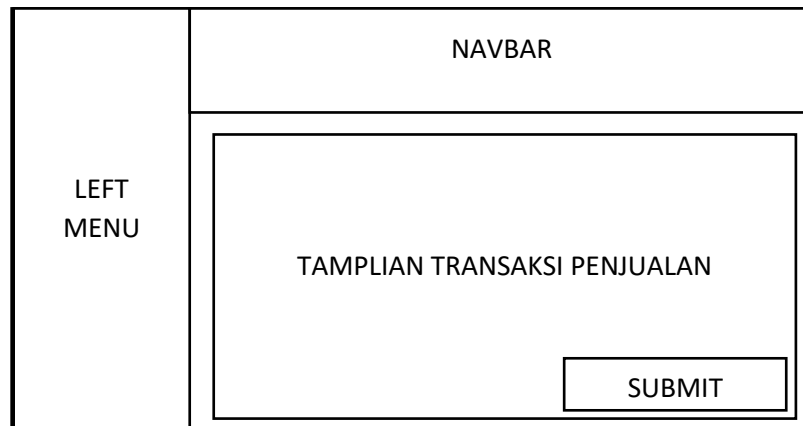 NAVBAR
LEFT
MENU
TAMPLIAN TRANSAKSI PENJUALAN
SUBMIT